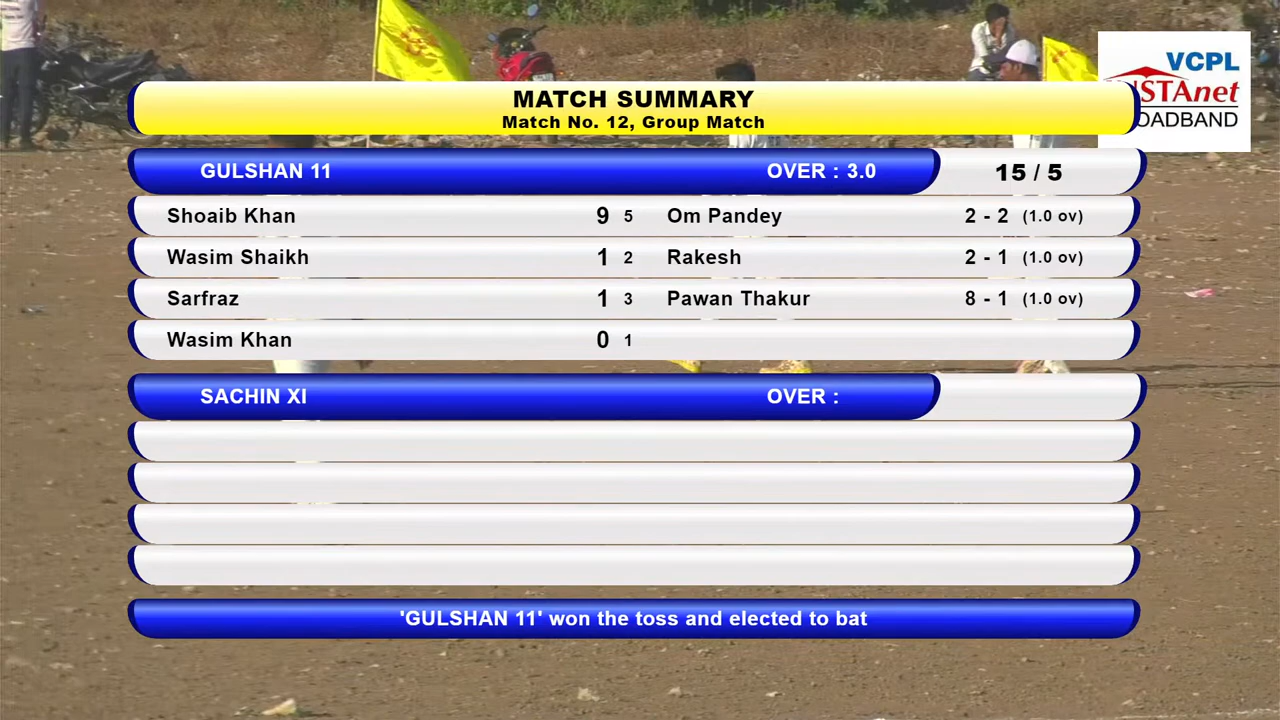 VCPL
INSTAnet
BROADBAND
MATCH SUMMARY
Match No. 12, Group Match
GULSHAN 11 OVER : 3.0 15 / 5
Shoaib Khan 9 5 Om Pandey 2 - 2 (1.0 ov)
Wasim Shaikh 1 2 Rakesh 2 - 1 (1.0 ov)
Sarfraz 1 3 Pawan Thakur 8 - 1 (1.0 ov)
Wasim Khan 0 1
SACHIN XI OVER :
'GULSHAN 11' won the toss and elected to bat